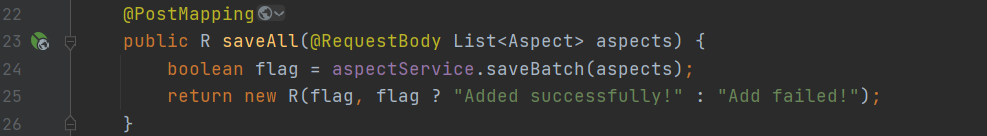 22 @PostMapping
23 public R saveAll(@RequestBody List<Aspect> aspects) {
24 boolean flag = aspectService.saveBatch(aspects);
25 return new R(flag, flag ? "Added successfully!" : "Add failed!");
26 }